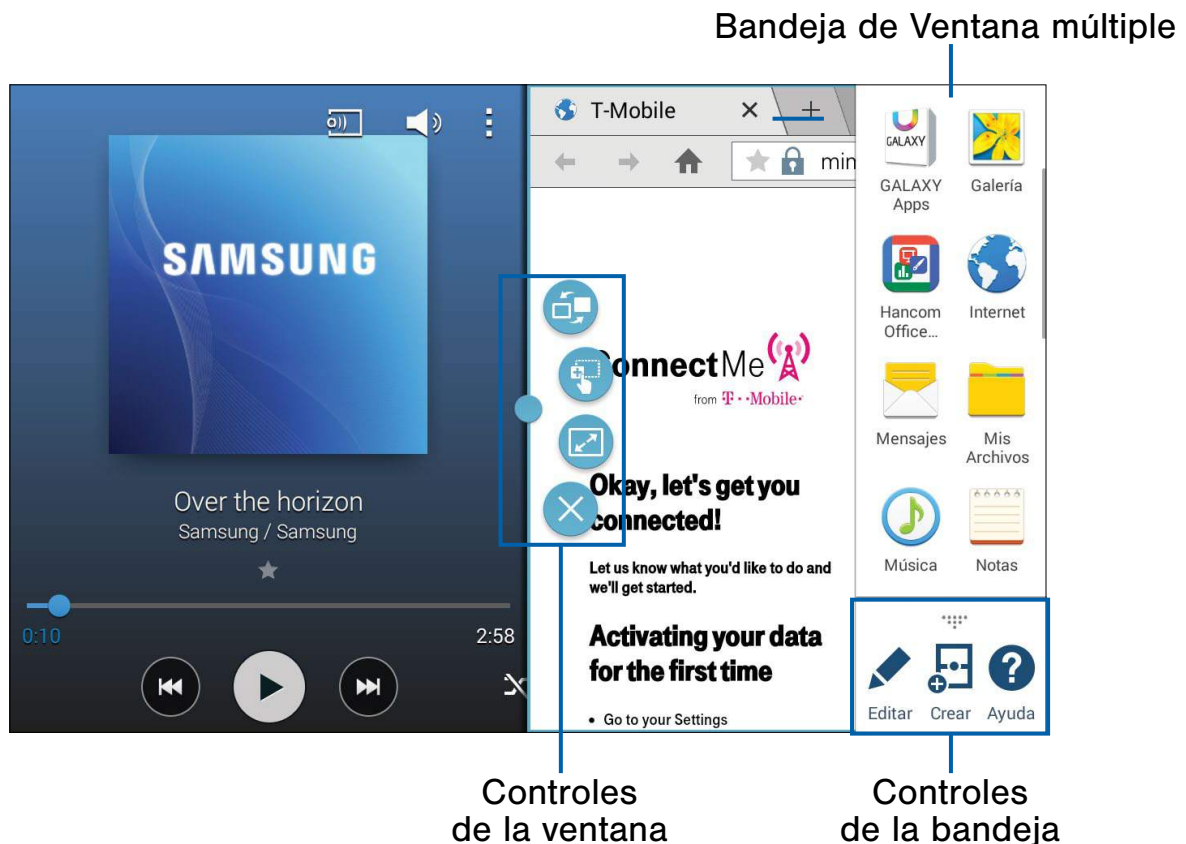 Bandeja de Ventana múltiple
SAMSUNG
Over the horizon
Samsung / Samsung
0:10
2:58
T-Mobile
min
onnectMe
from T··Mobile·
Okay, let's get you
connected!
Let us know what you'd like to do and
we'll get started.
Activating your data
for the first time
• Go to your Settings
GALAXY
GALAXY
Apps
Galería
Hancom
Office...
Internet
Mensajes
Mis
Archivos
Música
Notas
Editar
Crear
Ayuda
Controles
de la ventana
Controles
de la bandeja